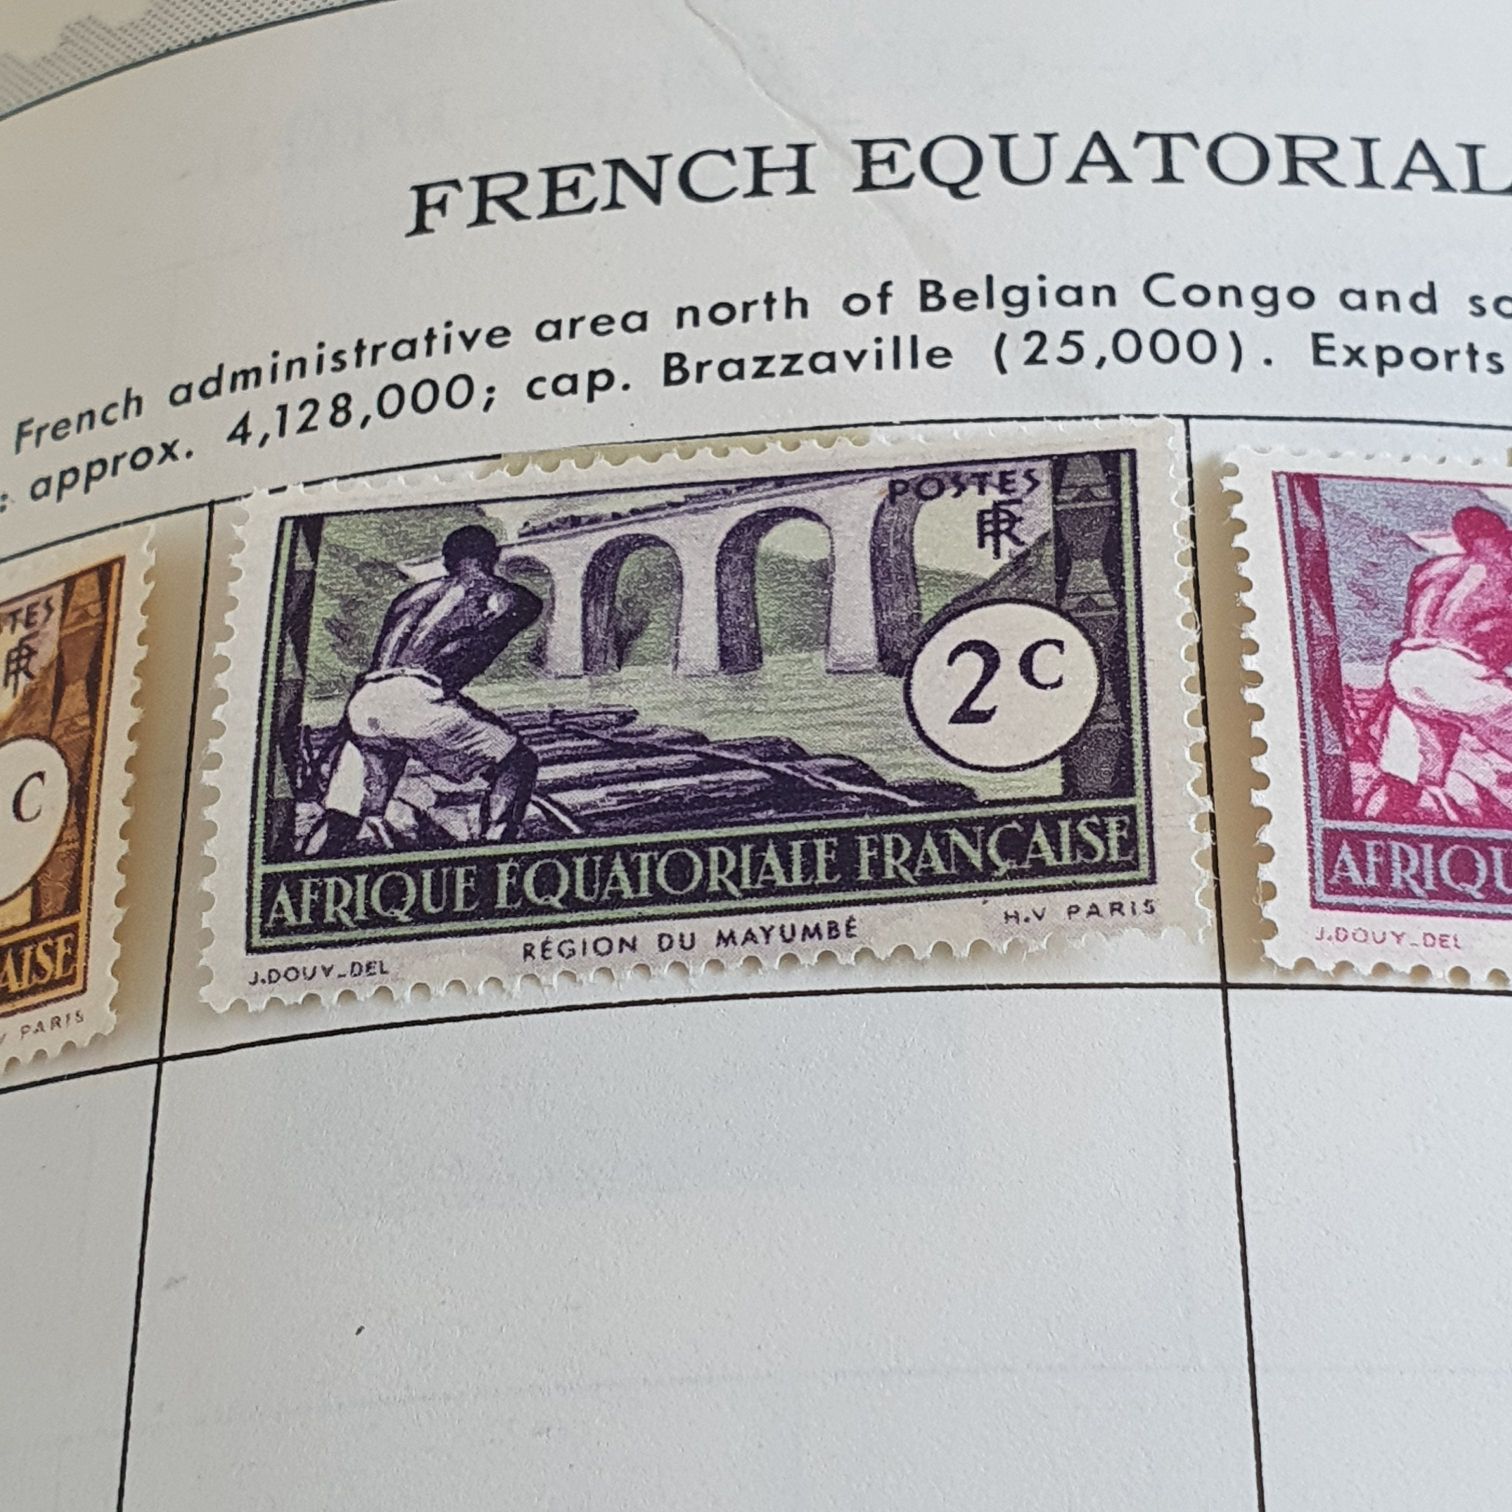 FRENCH EQUATORIAL
French administrative area north of Belgian Congo and
: approx. 4,128,000; cap. Brazzaville (25,000). Exports
POSTES
RF
2c
AFRIQUE EQUATORIALE FRANÇAISE
J.DOUY_DEL
RÉGION DU MAYUMBÉ
H.V PARIS
TES
RF
C
AISE
V PARIS
AFRIQU
J.DOUY_DEL